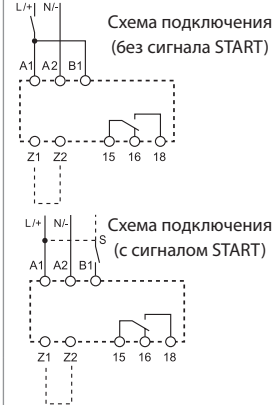 L/+ N/-
Схема подключения
(без сигнала START)
A1 A2 B1
Z1 Z2 15 16 18
L/+ N/-
Схема подключения
(с сигналом START)
S
A1 A2 B1
Z1 Z2 15 16 18